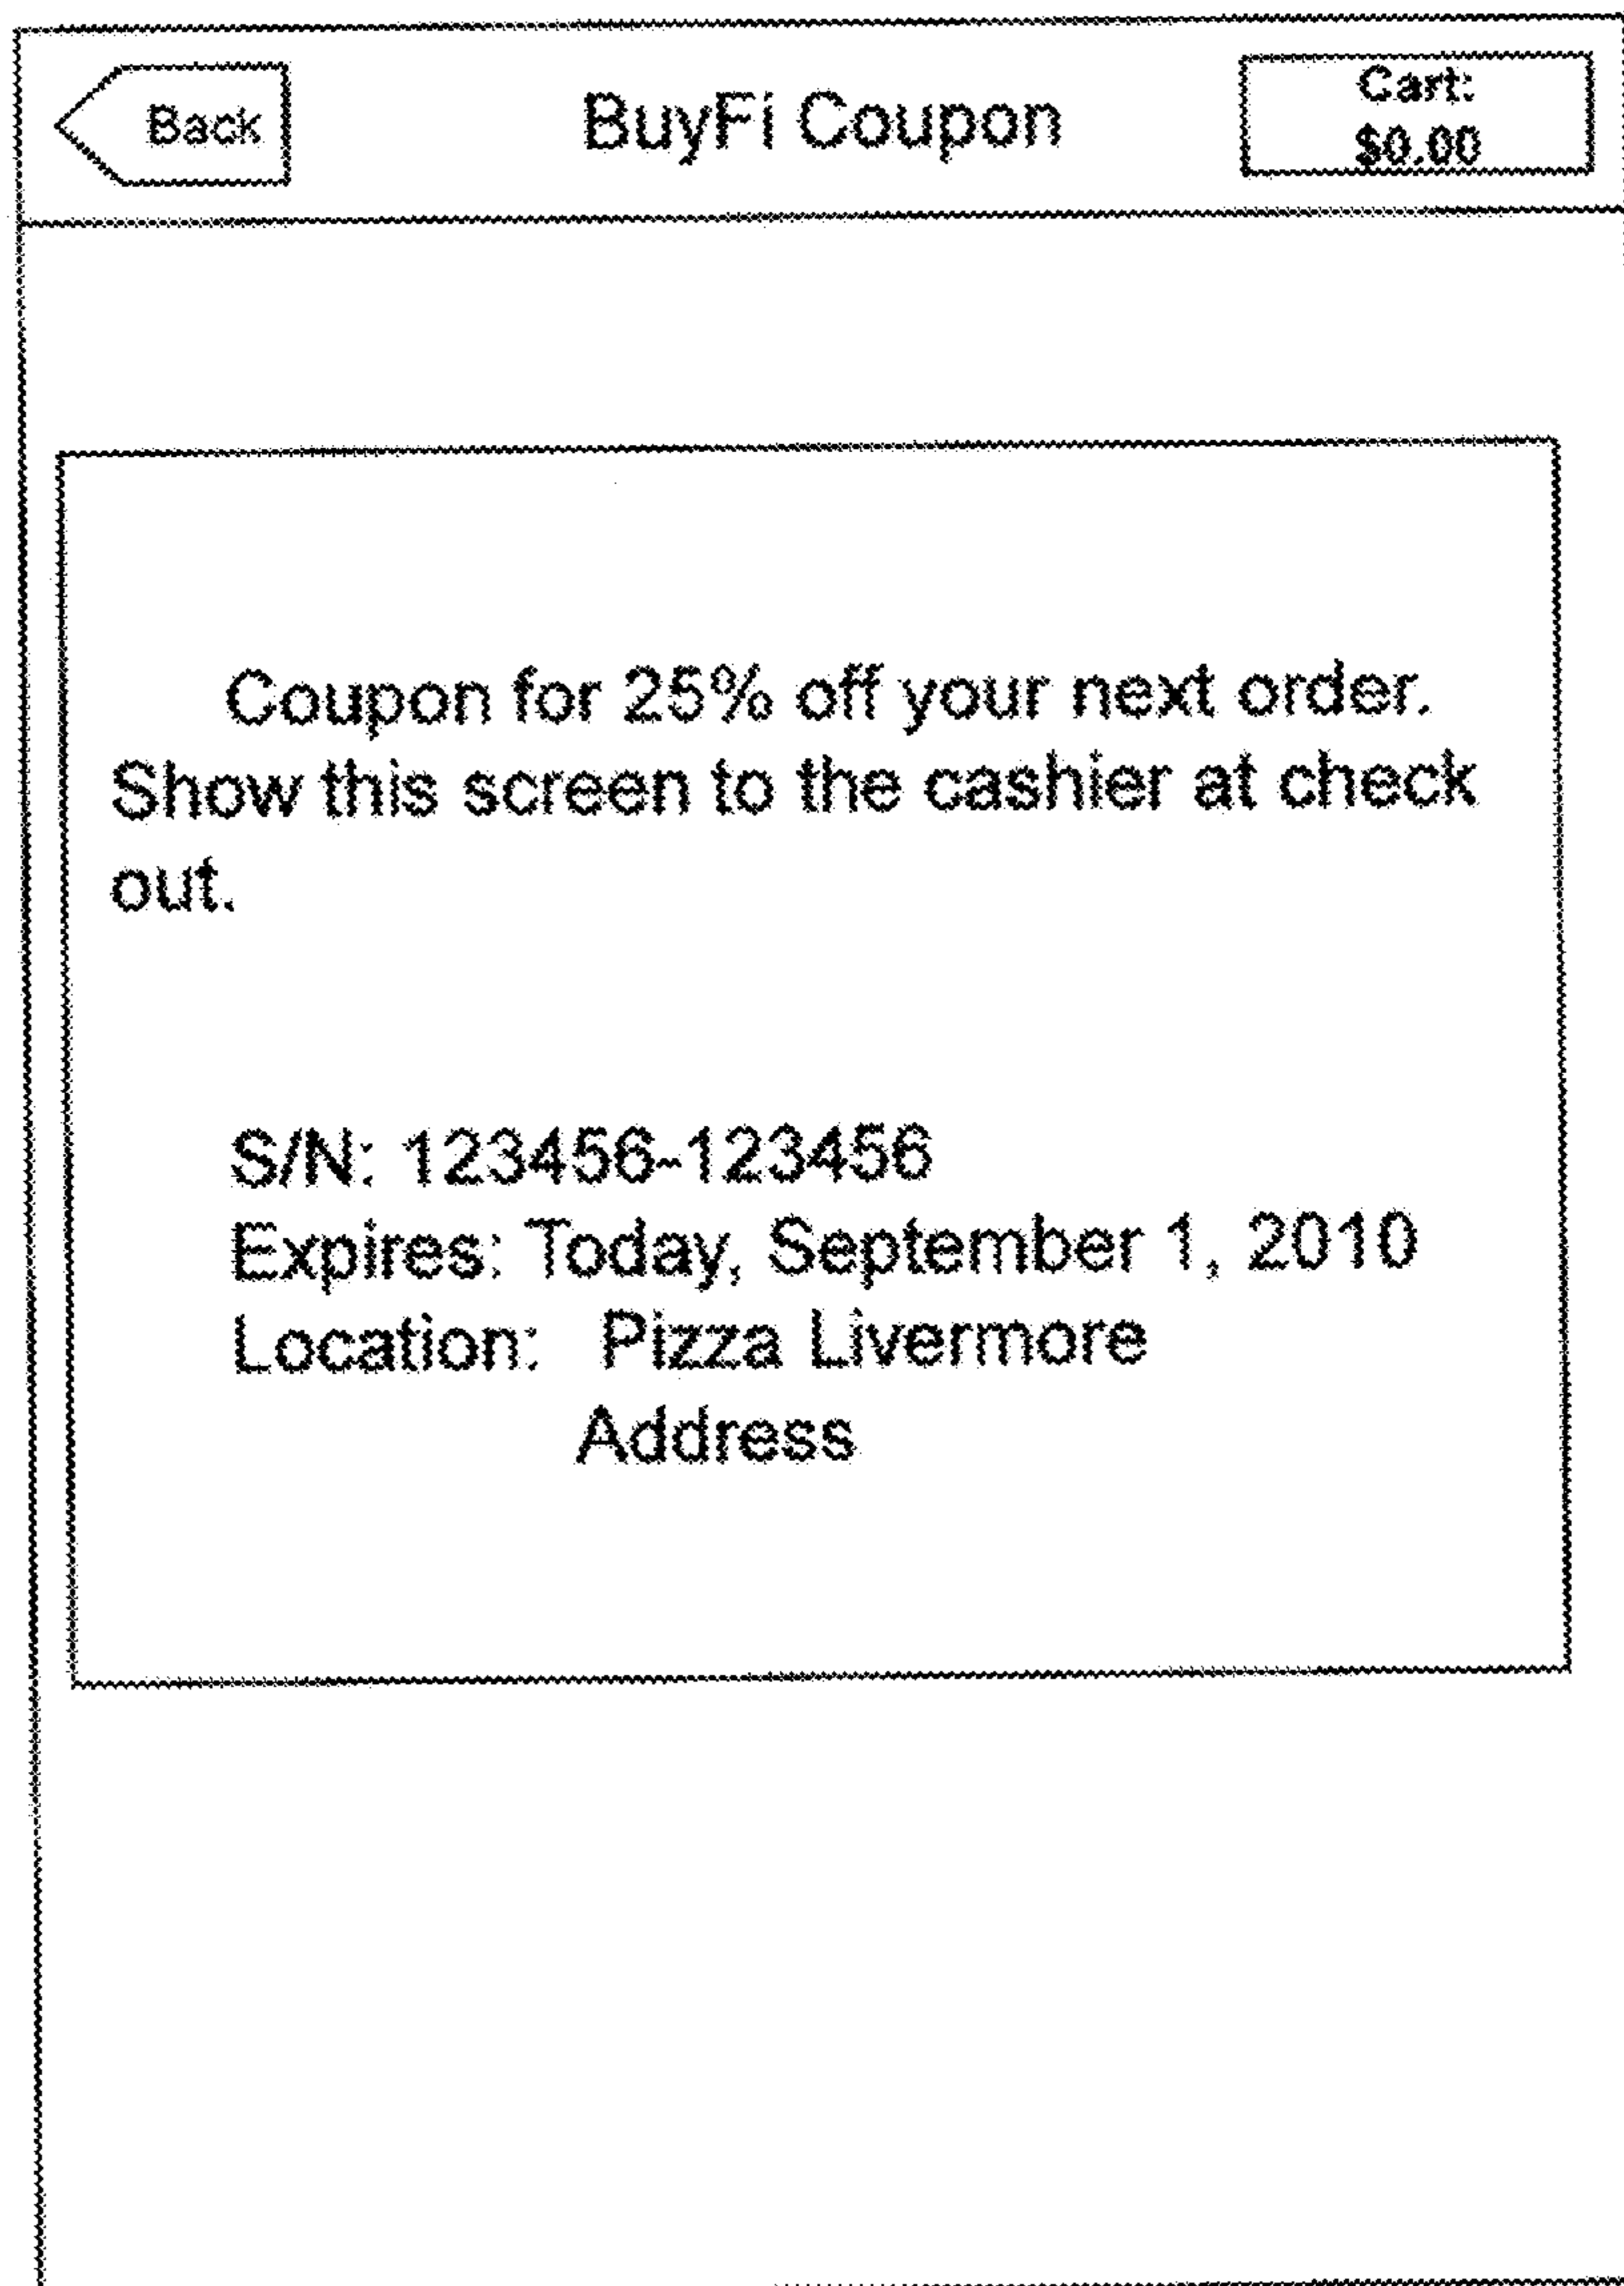 Back
BuyFi Coupon
Cart:
$0.00
Coupon for 25% off your next order.
Show this screen to the cashier at check
out.
S/N: 123456-123456
Expires: Today, September 1, 2010
Location: Pizza Livermore
Address